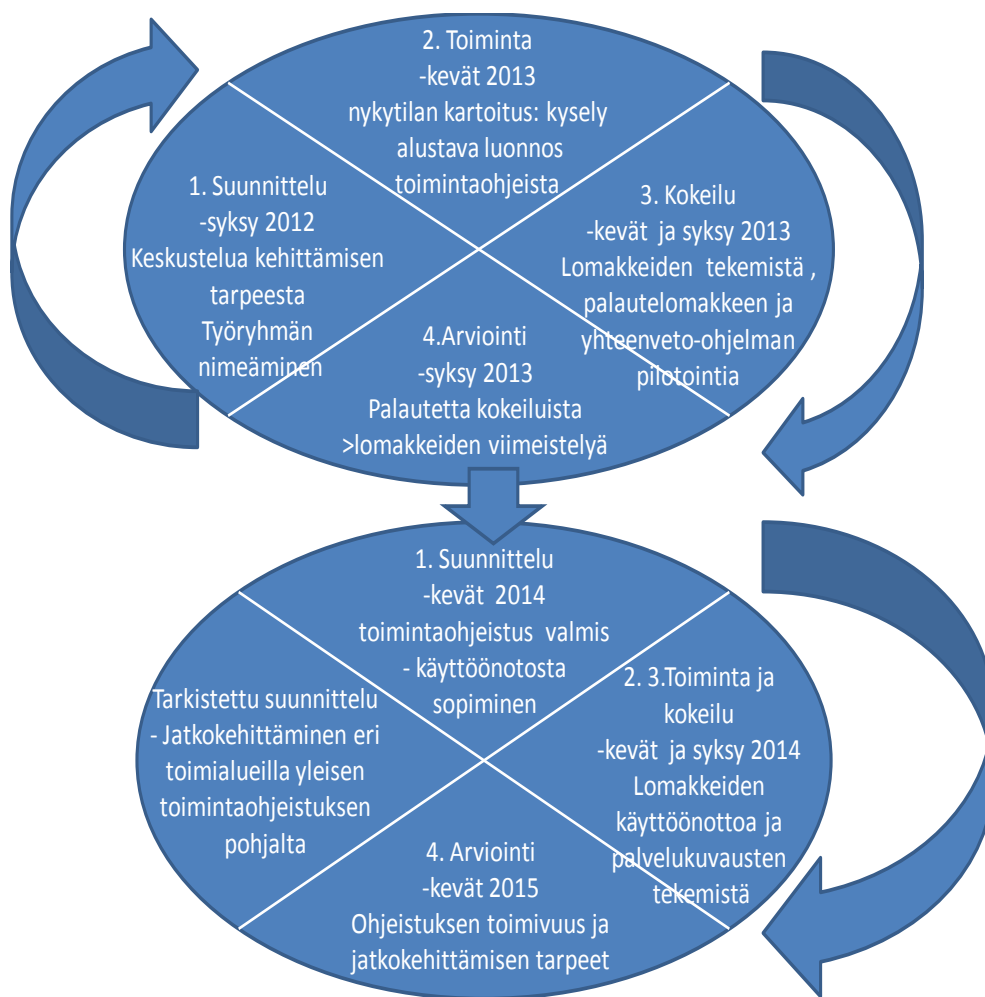 2. Toiminta
-kevät 2013
nykytilan kartoitus: kysely
alustava luonnos
toimintaohjeista
1. Suunnittelu
-syksy 2012
Keskustelua kehittämisen
tarpeesta
Työryhmän
nimeäminen
3. Kokeilu
-kevät ja syksy 2013
Lomakkeiden tekemistä ,
palautelomakkeen ja
yhteenveto-ohjelman
pilotointia
4.Arviointi
-syksy 2013
Palautetta kokeiluista
>lomakkeiden viimeistelyä
1. Suunnittelu
-kevät 2014
toimintaohjeistus valmis
- käyttöönotosta
sopiminen
Tarkistettu suunnittelu
- Jatkokehittäminen eri
toimialueilla yleisen
toimintaohjeistuksen
pohjalta
2. 3.Toiminta ja
kokeilu
-kevät ja syksy 2014
Lomakkeiden
käyttöönottoa ja
palvelukuvausten
tekemistä
4. Arviointi
-kevät 2015
Ohjeistuksen toimivuus ja
jatkokehittämisen tarpeet